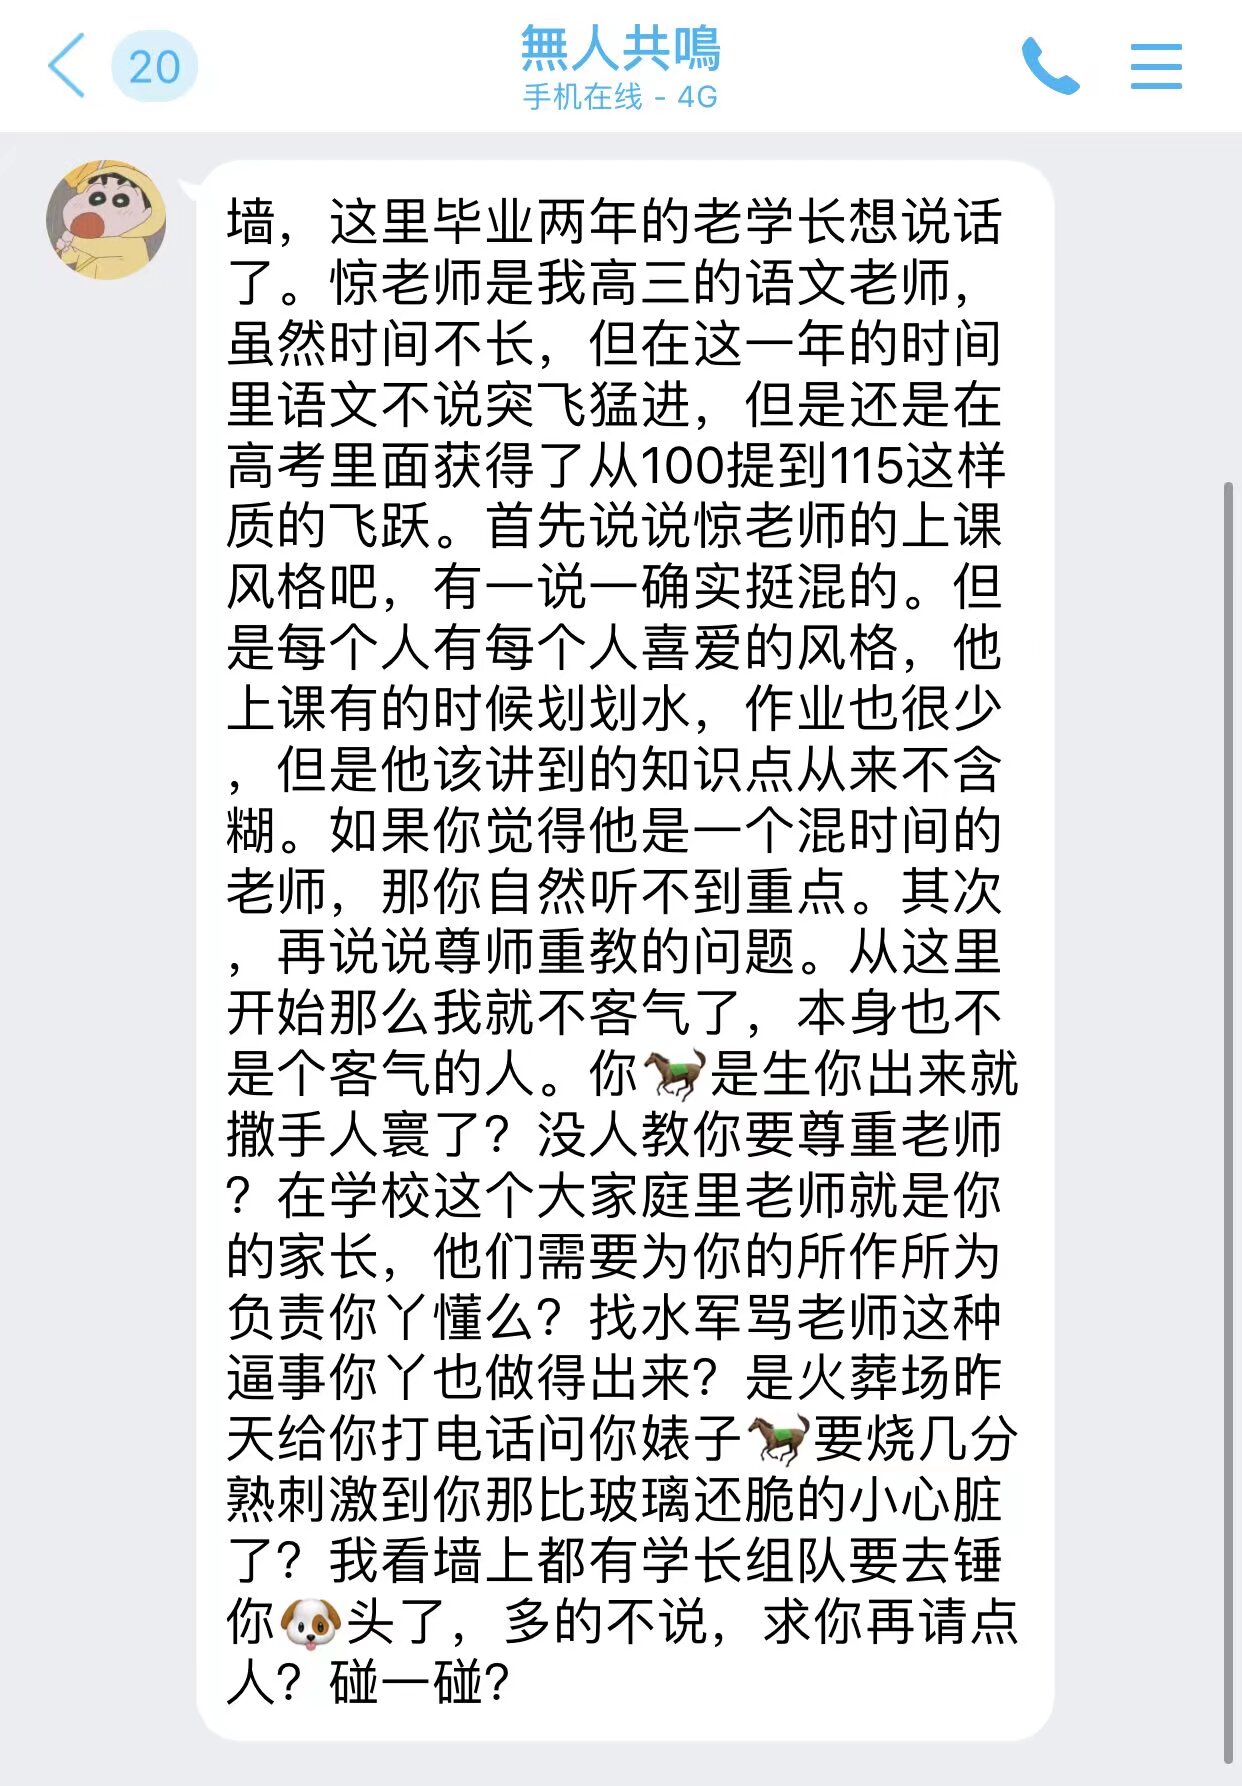 20
無人共鳴
手机在线 - 4G
墙，这里毕业两年的老学长想说话
了。惊老师是我高三的语文老师，
虽然时间不长，但在这一年的时间
里语文不说突飞猛进，但是还是在
高考里面获得了从100提到115这样
质的飞跃。首先说说惊老师的上课
风格吧，有一说一确实挺混的。但
是每个人有每个人喜爱的风格，他
上课有的时候划划水，作业也很少
，但是他该讲到的知识点从来不含
糊。如果你觉得他是一个混时间的
老师，那你自然听不到重点。其次
，再说说尊师重教的问题。从这里
开始那么我就不客气了，本身也不
是个客气的人。你🐎是生你出来就
撒手人寰了？没人教你要尊重老师
？在学校这个大家庭里老师就是你
的家长，他们需要为你的所作所为
负责你丫懂么？找水军骂老师这种
逼事你丫也做得出来？是火葬场昨
天给你打电话问你婊子🐎要烧几分
熟刺激到你那比玻璃还脆的小心脏
了？我看墙上都有学长组队要去锤
你🐶头了，多的不说，求你再请点
人？碰一碰？